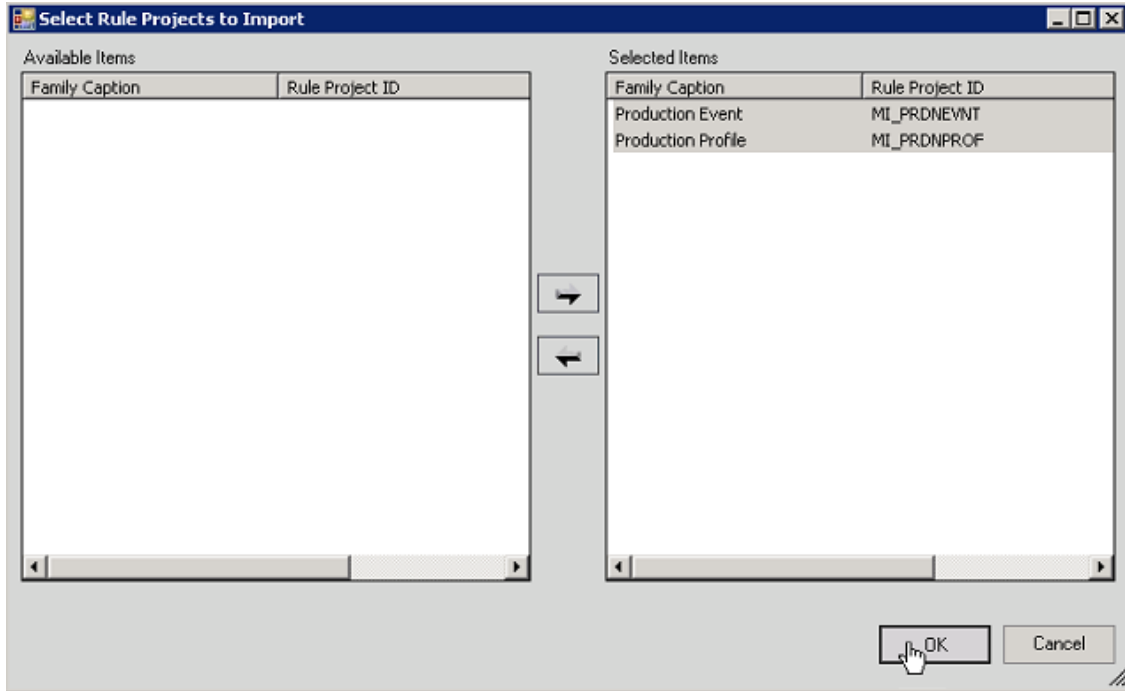 Select Rule Projects to Import
Available Items
Family Caption Rule Project ID
Selected Items
Family Caption Rule Project ID
Production Event MI_PRDNEVNT
Production Profile MI_PRDNPROF
OK Cancel